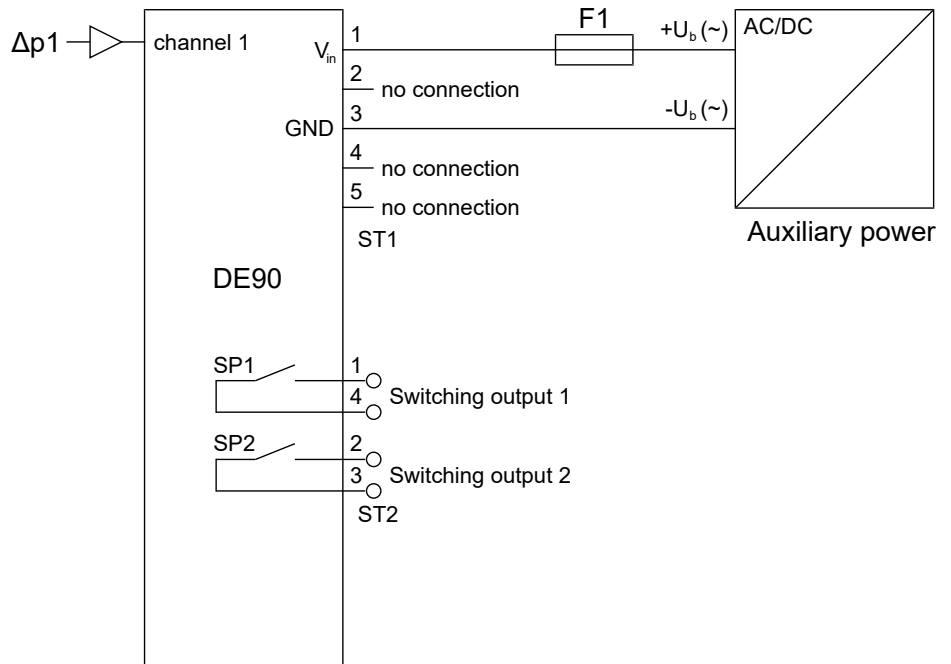 Δp1
channel 1
V_in
1
F1
+U_b (~)
AC/DC
2
no connection
GND
3
-U_b (~)
4
no connection
5
no connection
ST1
Auxiliary power
DE90
SP1
1
4
Switching output 1
SP2
2
3
Switching output 2
ST2